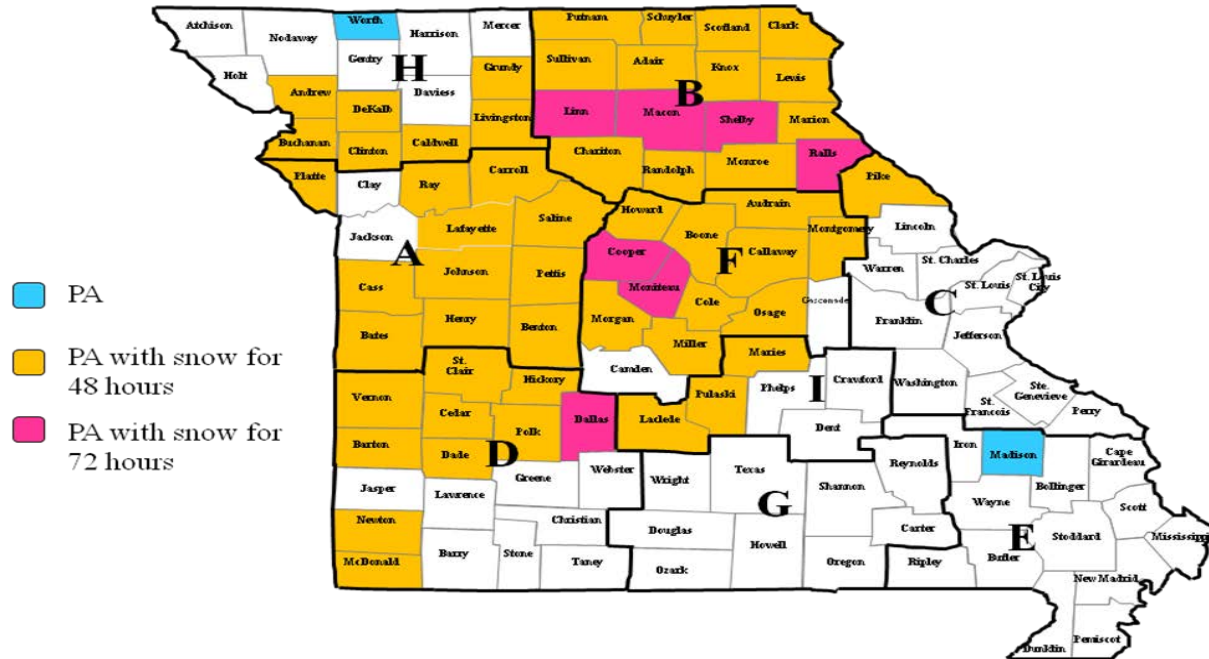 PA
PA with snow for
48 hours
PA with snow for
72 hours
Atchison
Nodaway
Worth
Harrison
Mercer
Gentry
Holt
H
Grundy
Daviess
Andrew
DeKalb
Livingston
Buchanan
Clinton
Caldwell
Putnam
Schuyler
Scotland
Clark
Sullivan
Adair
Knox
Lewis
B
Linn
Macon
Shelby
Marion
Chariton
Randolph
Monroe
Ralls
Platte
Clay
Ray
Carroll
Jackson
Lafayette
Saline
A
Cass
Johnson
Pettis
Bates
Henry
Benton
Howard
Boone
Audrain
Callaway
Montgomery
Cooper
F
Moniteau
Cole
Osage
Gasconade
Morgan
Miller
Camden
Pike
Lincoln
Warren
St. Charles
St. Louis
St. Louis
City
C
Franklin
Jefferson
Washington
St.
Francois
Ste.
Genevieve
Perry
Maries
Phelps
I
Crawford
Pulaski
Laclede
Dent
Vernon
St.
Clair
Hickory
Cedar
Polk
Dallas
Barton
Dade
D
Greene
Webster
Jasper
Lawrence
Christian
Newton
McDonald
Barry
Stone
Taney
Wright
Texas
G
Shannon
Reynolds
Douglas
Howell
Carter
Ozark
Oregon
Ripley
Iron
Madison
Bollinger
Cape
Girardeau
Wayne
Scott
E
Stoddard
Mississippi
Butler
New Madrid
Pemiscot
Dunklin